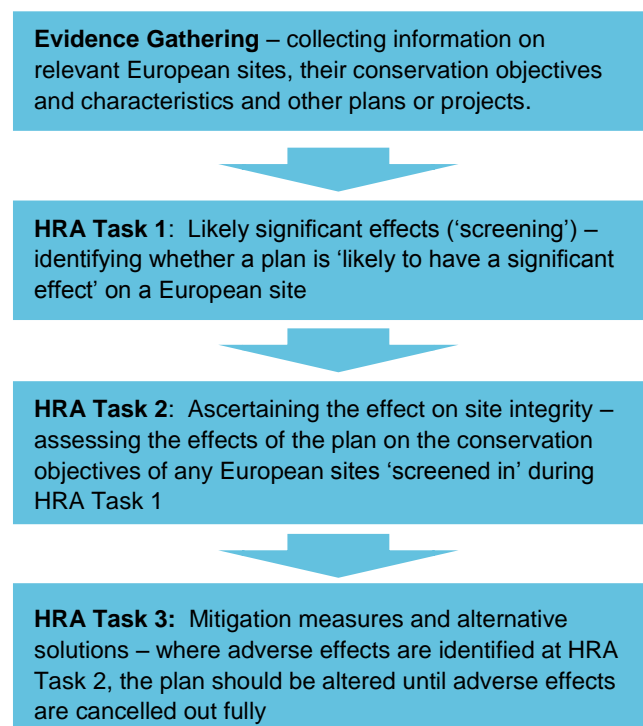 Evidence Gathering – collecting information on
relevant European sites, their conservation objectives
and characteristics and other plans or projects.
HRA Task 1:  Likely significant effects (‘screening’) –
identifying whether a plan is ‘likely to have a significant
effect’ on a European site
HRA Task 2:  Ascertaining the effect on site integrity –
assessing the effects of the plan on the conservation
objectives of any European sites ‘screened in’ during
HRA Task 1
HRA Task 3:  Mitigation measures and alternative
solutions – where adverse effects are identified at HRA
Task 2, the plan should be altered until adverse effects
are cancelled out fully